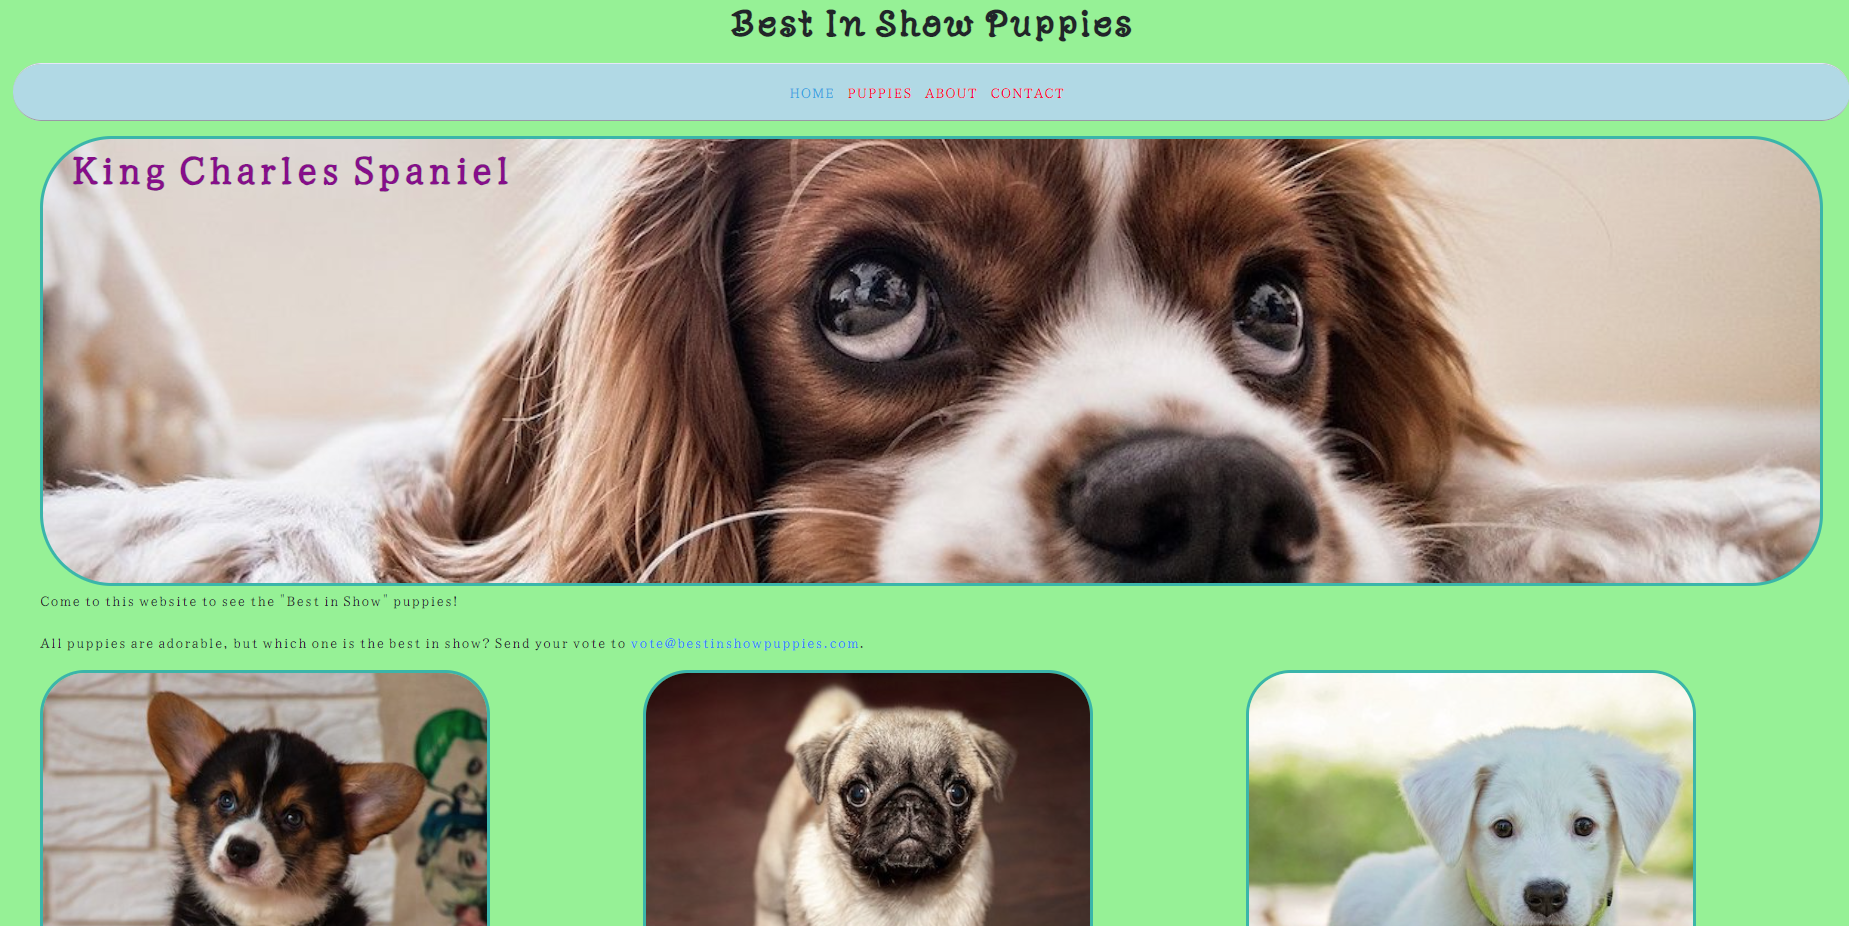 Best In Show Puppies
HOME PUPPIES ABOUT CONTACT
King Charles Spaniel
Come to this website to see the "Best in Show" puppies!
All puppies are adorable, but which one is the best in show? Send your vote to vote@bestinshowpuppies.com.